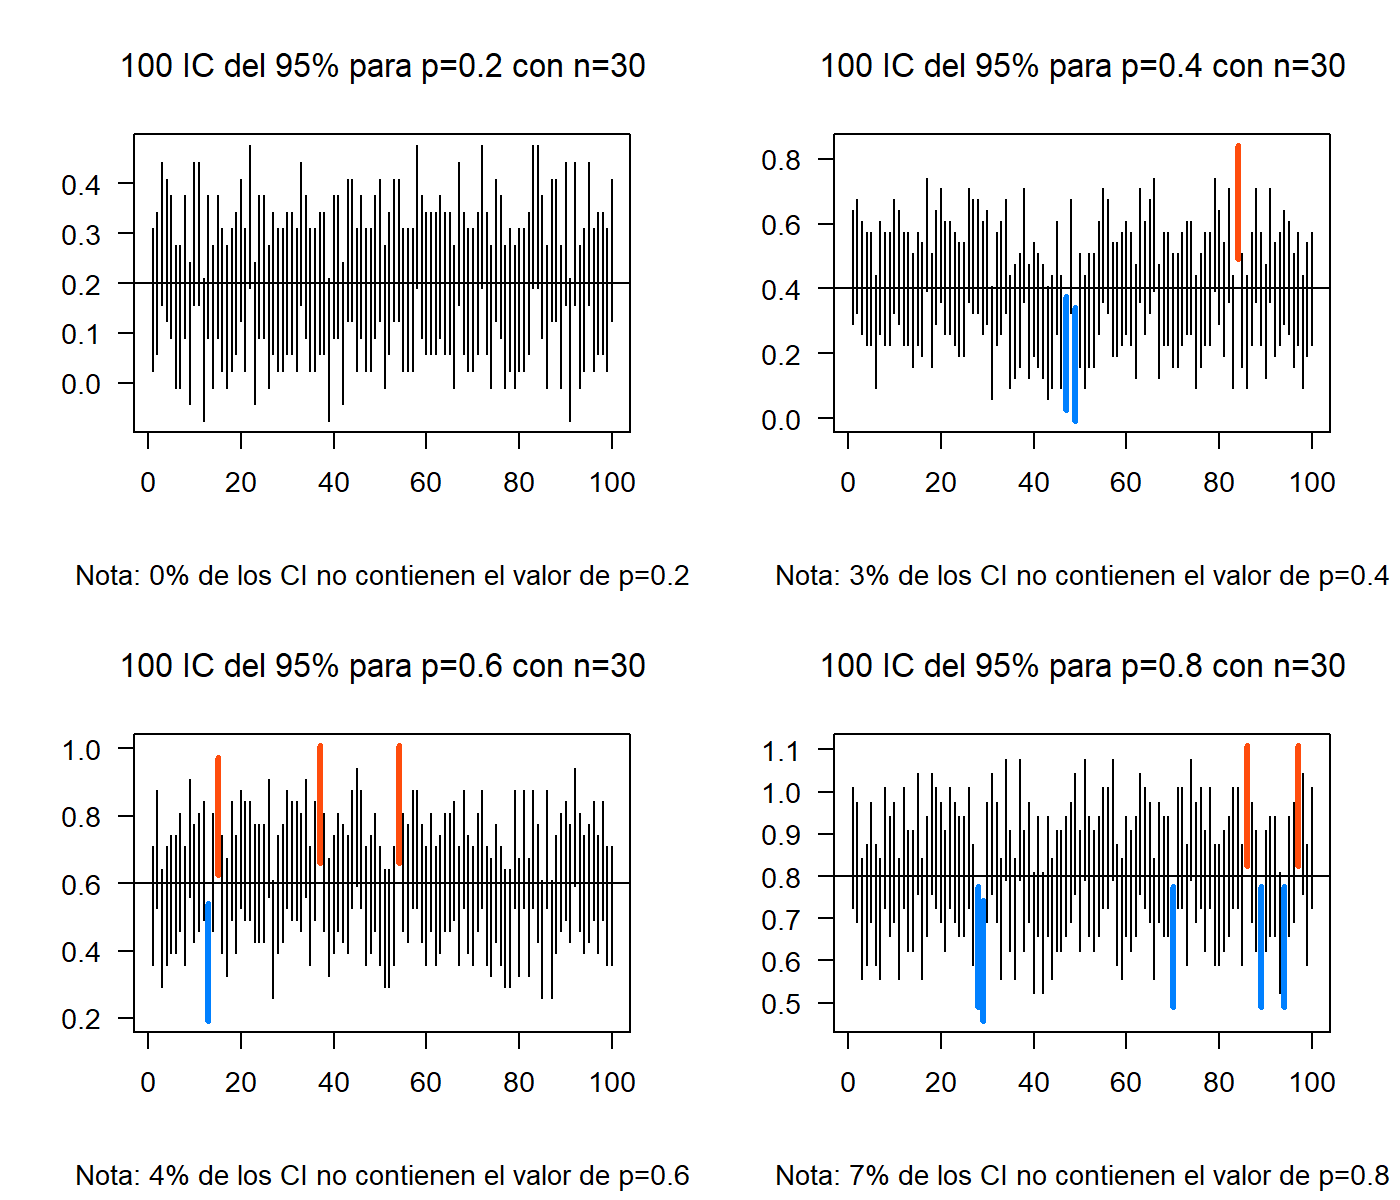 100 IC del 95% para p=0.2 con n=30
0.4
0.3
0.2
0.1
0.0
0 20 40 60 80 100
Nota: 0% de los CI no contienen el valor de p=0.2
100 IC del 95% para p=0.4 con n=30
0.8
0.6
0.4
0.2
0.0
0 20 40 60 80 100
Nota: 3% de los CI no contienen el valor de p=0.4
100 IC del 95% para p=0.6 con n=30
1.0
0.8
0.6
0.4
0.2
0 20 40 60 80 100
Nota: 4% de los CI no contienen el valor de p=0.6
100 IC del 95% para p=0.8 con n=30
1.1
1.0
0.9
0.8
0.7
0.6
0.5
0 20 40 60 80 100
Nota: 7% de los CI no contienen el valor de p=0.8